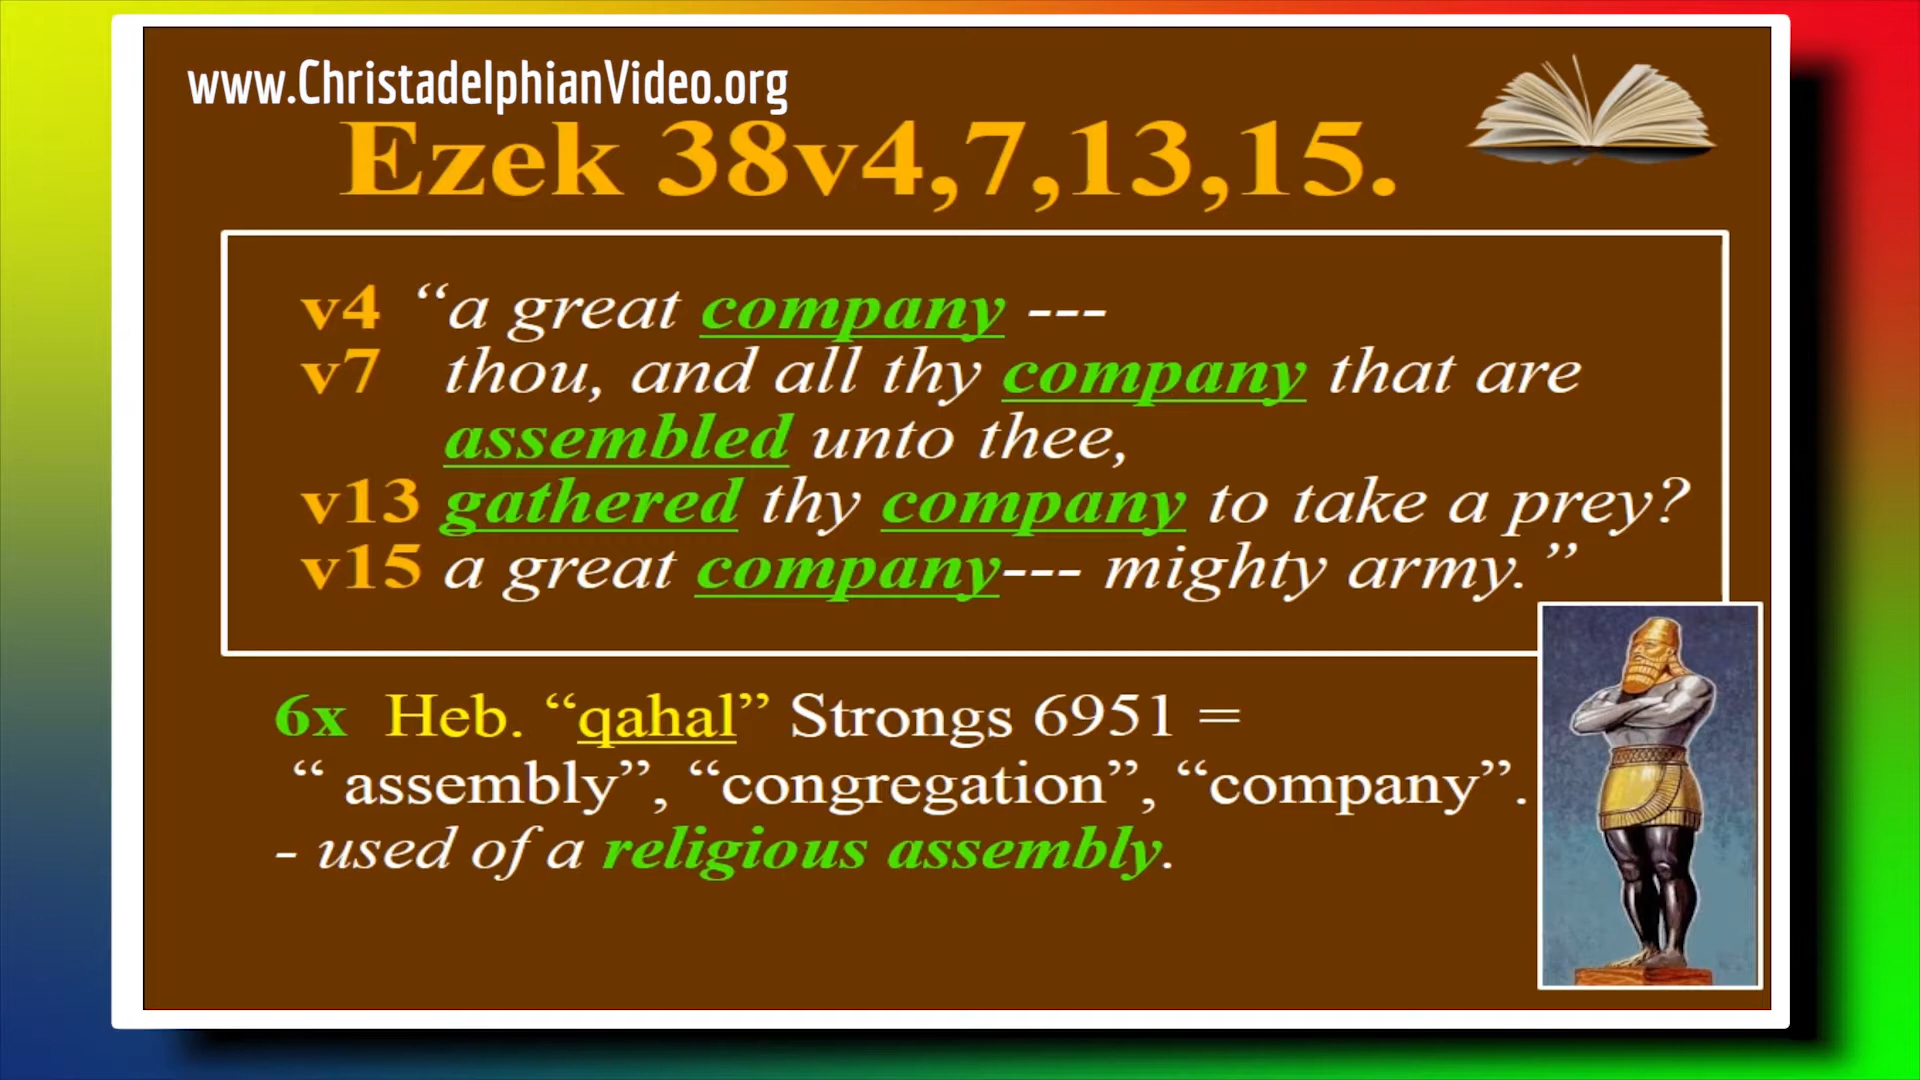 www.ChristadelphianVideo.org
Ezek 38v4,7,13,15.
v4 “a great company ---
v7 thou, and all thy company that are
assembled unto thee,
v13 gathered thy company to take a prey?
v15 a great company--- mighty army.”
6x Heb. “qahal” Strongs 6951 =
“ assembly”, “congregation”, “company”.
- used of a religious assembly.